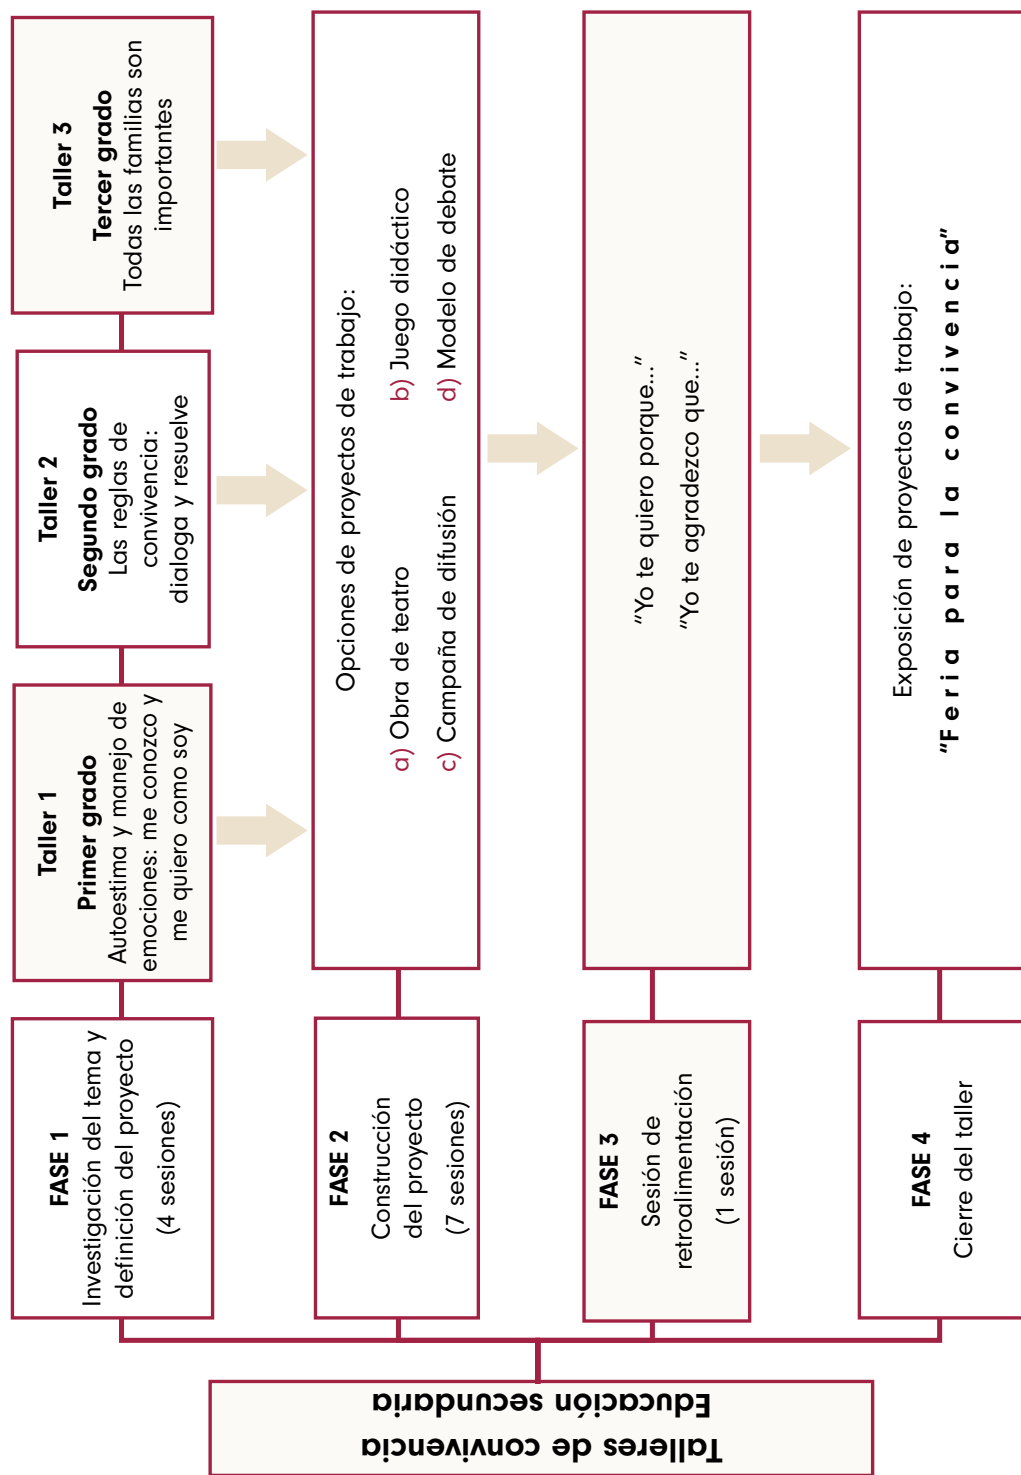 Talleres de convivencia
Educación secundaria
FASE 1
Investigación del tema y
definición del proyecto
(4 sesiones)
Taller 1
Primer grado
Autoestima y manejo de
emociones: me conozco y
me quiero como soy
Taller 2
Segundo grado
Las reglas de
convivencia:
dialoga y resuelve
Taller 3
Tercer grado
Todas las familias son
importantes
FASE 2
Construcción
del proyecto
(7 sesiones)
Opciones de proyectos de trabajo:
a) Obra de teatro
b) Juego didáctico
c) Campaña de difusión
d) Modelo de debate
FASE 3
Sesión de
retroalimentación
(1 sesión)
"Yo te quiero porque..."
"Yo te agradezco que..."
FASE 4
Cierre del taller
Exposición de proyectos de trabajo:
"Feria para la convivencia"